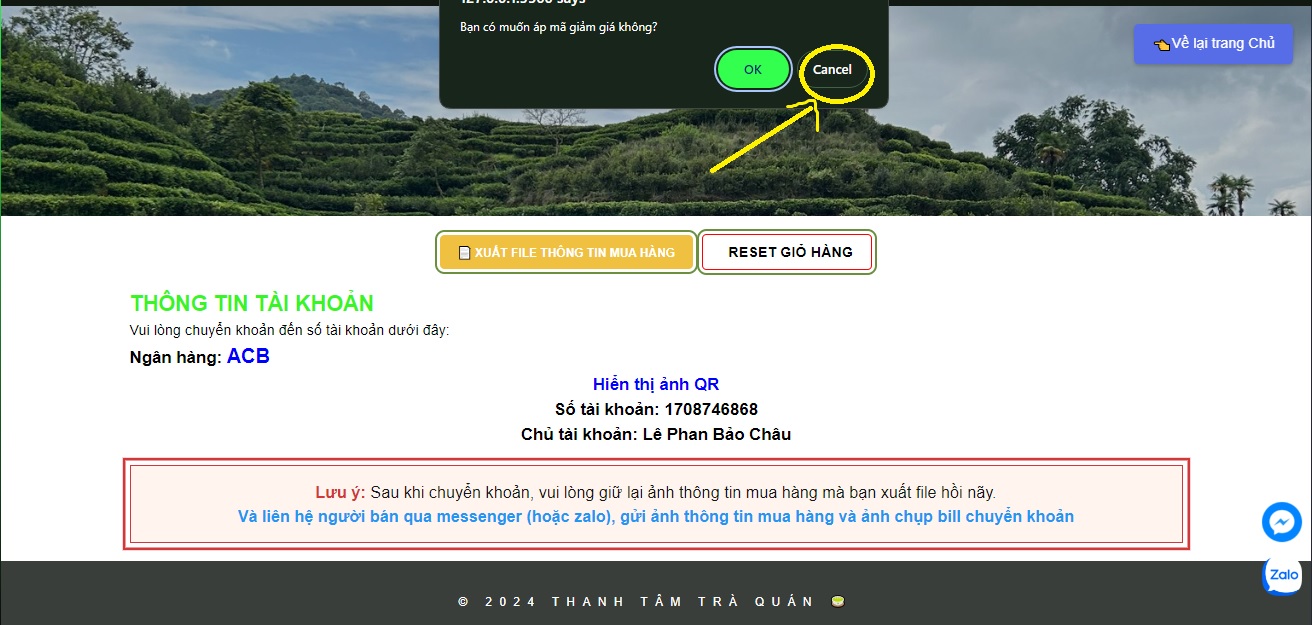 Bạn có muốn áp mã giảm giá không?
OK
Cancel
👈Về lại trang Chủ
📄 XUẤT FILE THÔNG TIN MUA HÀNG
RESET GIỎ HÀNG
THÔNG TIN TÀI KHOẢN
Vui lòng chuyển khoản đến số tài khoản dưới đây:
Ngân hàng: ACB
Hiển thị ảnh QR
Số tài khoản: 1708746868
Chủ tài khoản: Lê Phan Bảo Châu
Lưu ý: Sau khi chuyển khoản, vui lòng giữ lại ảnh thông tin mua hàng mà bạn xuất file hồi nãy.
Và liên hệ người bán qua messenger (hoặc zalo), gửi ảnh thông tin mua hàng và ảnh chụp bill chuyển khoản
Zalo
© 2024 THANH TÂM TRÀ QUÁN 🍵